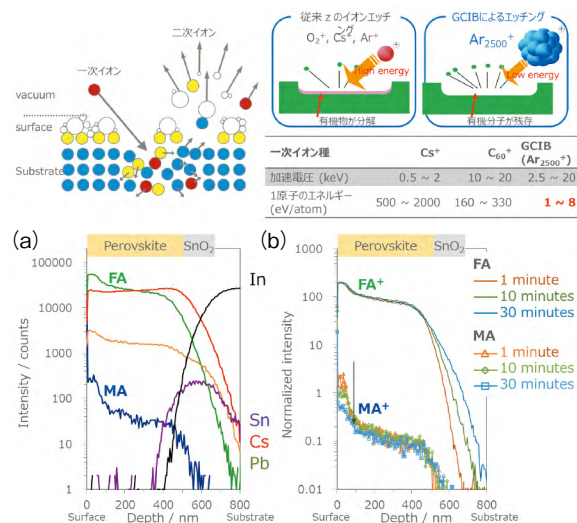 二次イオン
一次イオン
vacuum
surface
Substrate
従来 z のイオンエッチ
ング
O₂⁺, Cs⁺, Ar⁺
High energy
有機物が分解
GCIBによるエッチング
Ar₂₅₀₀⁺
Low energy
有機分子が残存
一次イオン種 Cs⁺ C₆₀⁺ GCIB
(Ar₂₅₀₀⁺)
加速電圧 (keV) 0.5 ~ 2 10 ~ 20 2.5 ~ 20
1原子のエネルギー
(eV/atom) 500 ~ 2000 160 ~ 330 1 ~ 8
(a)
Perovskite SnO₂
100000
10000
1000
100
10
1
Intensity / counts
FA
MA
In
Sn
Cs
Pb
0 200 400 600 800
Surface Depth / nm Substrate
(b)
Perovskite SnO₂
1000
100
10
1
0.1
0.01
Normalized intensity
FA⁺
MA⁺
FA
1 minute
10 minutes
30 minutes
MA
1 minute
10 minutes
30 minutes
0 200 400 600 800
Surface Depth / nm Substrate